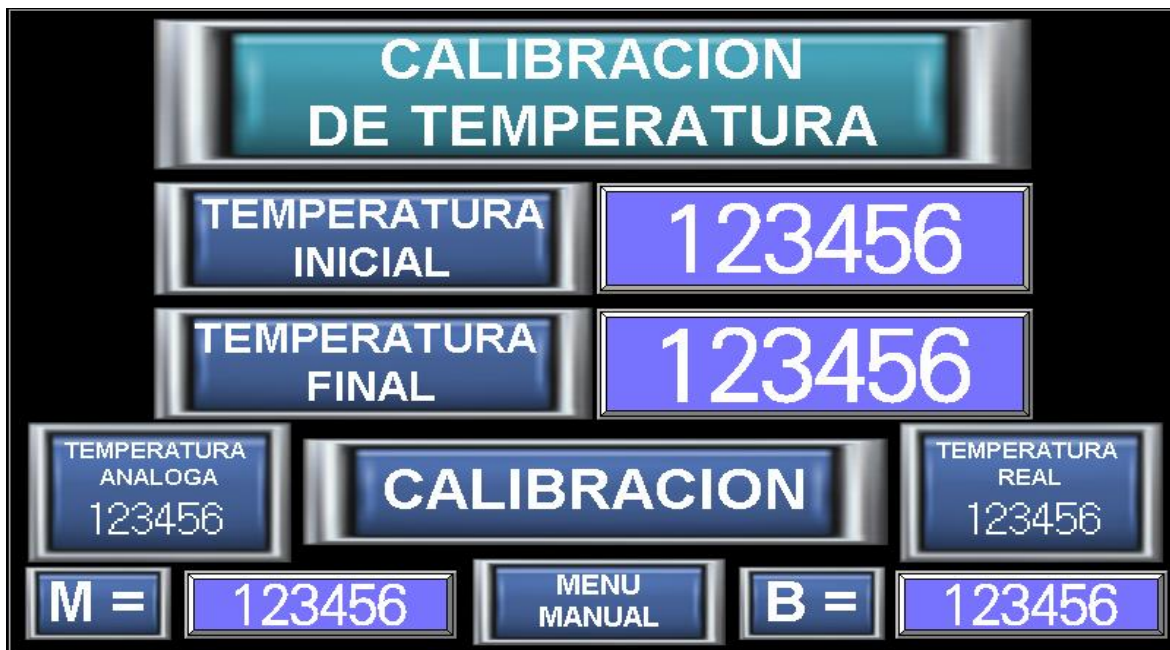 CALIBRACION
DE TEMPERATURA
TEMPERATURA
INICIAL
123456
TEMPERATURA
FINAL
123456
TEMPERATURA
ANALOGA
123456
CALIBRACION
TEMPERATURA
REAL
123456
M =
123456
MENU
MANUAL
B =
123456